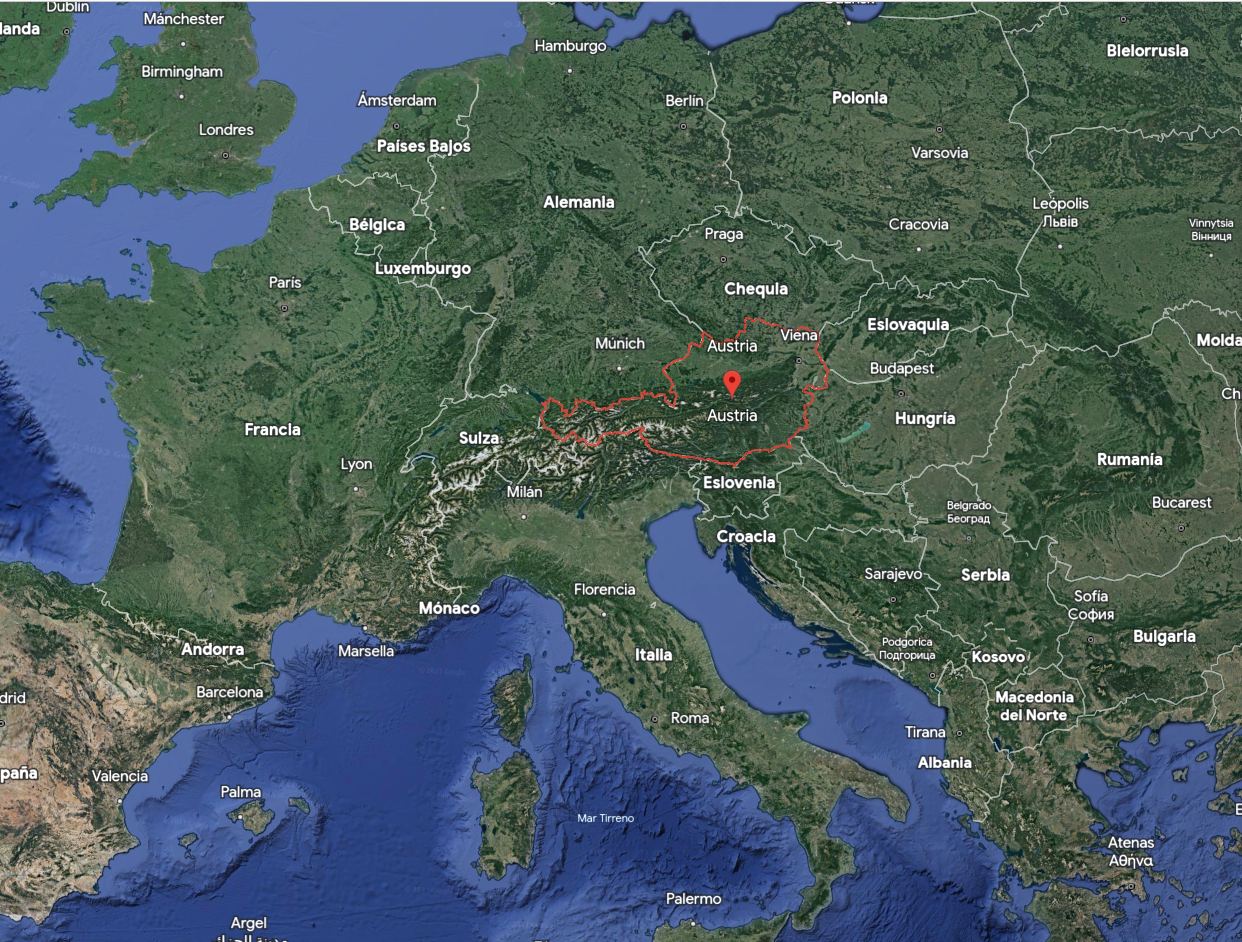 Dublín
Mánchester
landa
Hamburgo
Bielorrusia
Birmingham
Ámsterdam
Berlín
Polonia
Londres
Países Bajos
Varsovia
Alemania
Leópolis
Львів
Bélgica
Praga
Cracovia
Vinnytsia
Вінниця
Luxemburgo
París
Chequia
Eslovaquia
Viena
Múnich
Austria
Molda
Budapest
Ch
Austria
Hungría
Francia
Suiza
Rumanía
Lyon
Eslovenia
Milán
Belgrado
Београд
Bucarest
Croacia
Sarajevo
Serbia
Florencia
Sofía
София
Mónaco
Bulgaria
Andorra
Marsella
Italia
Podgorica
Подгорица
Kosovo
Barcelona
drid
Macedonia
del Norte
Roma
Tirana
Albania
paña
Valencia
Palma
Mar Tirreno
Atenas
Αθήνα
Palermo
Argel